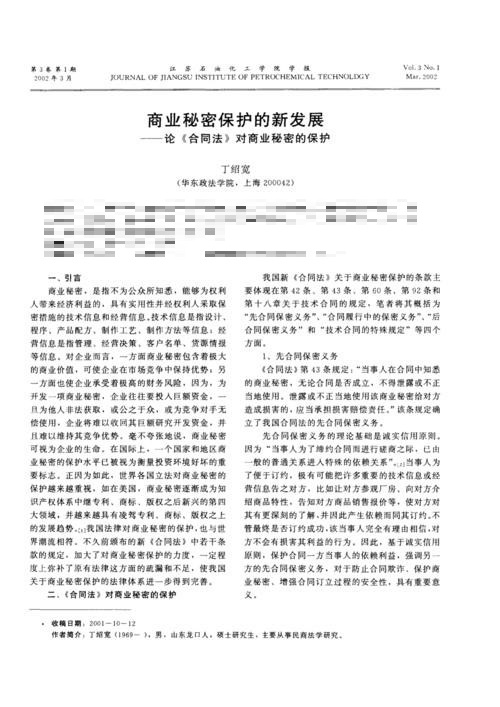 第3卷第1期
2002年3月
江苏石油化工学院学报
JOURNAL OF JIANGSU INSTITUTE OF PETROCHEMICAL TECHNOLOGY
Vol.3 No.1
Mar.2002
商业秘密保护的新发展
——论《合同法》对商业秘密的保护
丁绍宽
(华东政法学院,上海 200042)
一、引言
商业秘密,是指不为公众所知悉,能够为权利
人带来经济利益的,具有实用性并经权利人采取保
密措施的技术信息和经营信息。技术信息是指设计、
程序、产品配方、制作工艺、制作方法等信息;经
营信息是指管理、经营决策、客户名单、货源情报
等信息。对企业而言,一方面商业秘密包含着极大
的商业价值,可使企业在市场竞争中保持优势;另
一方面也使企业承受着极高的财务风险,因为,为
开发一项商业秘密,企业往往要投入巨额资金,一
旦为他人非法获取,或公之于众,或为竞争对手无
偿使用,企业将难以收回其巨额研究开发资金,并
且难以维持其竞争优势。毫不夸张地说,商业秘密
可视为企业的生命。在国际上,一个国家和地区商
业秘密的保护水平已被视为衡量投资环境好坏的重
要标志。正因为如此,世界各国立法对商业秘密的
保护越来越重视,如在美国,商业秘密逐渐成为知
识产权体系中继专利、商标、版权之后新兴的第四
大领域,并越来越具有凌驾专利、商标、版权之上
的发展趋势。[1]我国法律对商业秘密的保护,也与世
界潮流相符。不久前颁布的新《合同法》中若干条
款的规定,加大了对商业秘密保护的力度,一定程
度上弥补了原有法律这方面的疏漏和不足,使我国
关于商业秘密保护的法律体系进一步得到完善。
二、《合同法》对商业秘密的保护
我国新《合同法》关于商业秘密保护的条款主
要体现在第42条、第43条、第60条、第92条和
第十八章关于技术合同的规定,笔者将其概括为
“先合同保密义务”、“合同履行中的保密义务”、“后
合同保密义务”和“技术合同的特殊规定”等四个
方面。
1、先合同保密义务
《合同法》第43条规定:“当事人在合同中知悉
的商业秘密,无论合同是否成立,不得泄露或不正
当地使用。泄露或不正当地使用该商业秘密给对方
造成损害的,应当承担损害赔偿责任。”该条规定确
立了我国合同法的先合同保密义务。
先合同保密义务的理论基础是诚实信用原则。
因为“当事人为了缔约合同而进行磋商之际,已由
一般的普通关系进入特殊的依赖关系”。[2]当事人为
了便于订约,极有可能把许多重要的技术信息或经
营信息告之对方,比如让对方参观厂房、向对方介
绍商品特性,告知对方商品销售报价等,使对方对
其有更深刻的了解,并因此产生依赖而同其订约。不
管最终是否订约成功,该当事人完全有理由相信,对
方不会有损害其利益的行为。因此,基于诚实信用
原则,保护合同一方当事人的依赖利益,强调另一
方的先合同保密义务,对于防止合同欺诈、保护商
业秘密、增强合同订立过程的安全性,具有重要意
义。
• 收稿日期:2001-10-12
作者简介:丁绍宽(1969- ),男,山东龙口人,硕士研究生,主要从事民商法学研究。